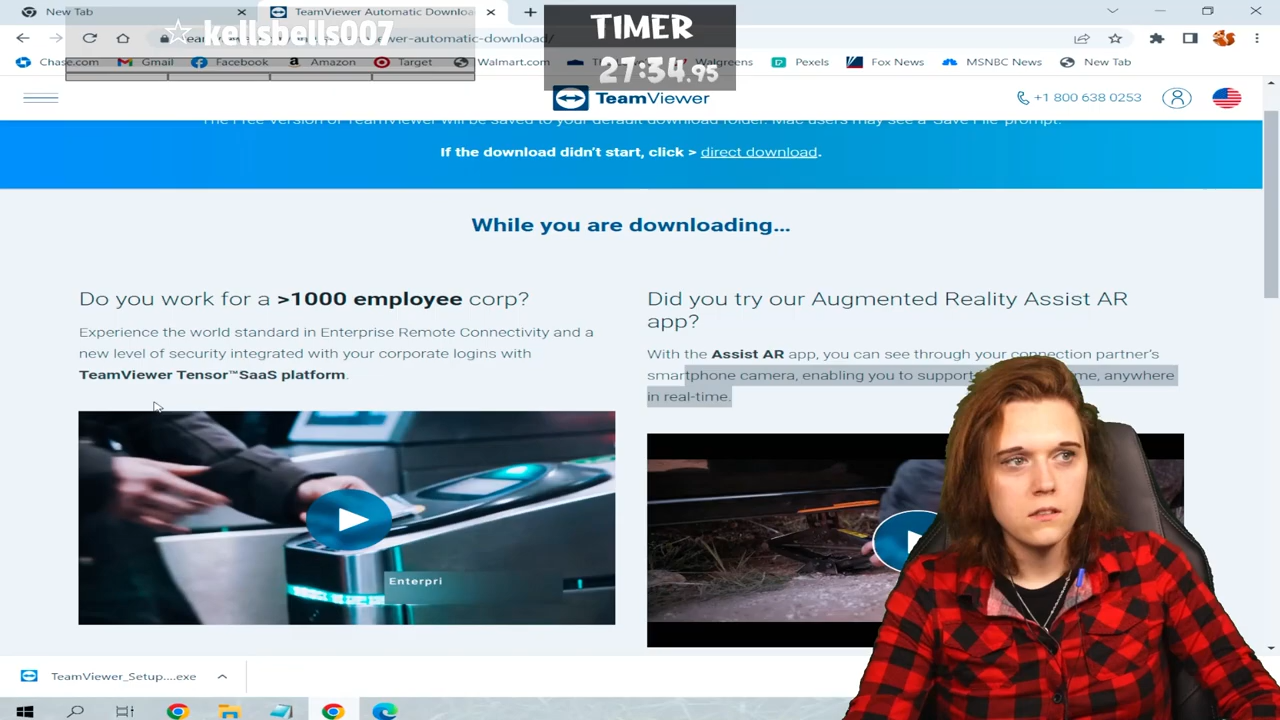 New Tab
TeamViewer Automatic Downloa
☆ kellsbells007
TIMER
27:34.95
ewer-automatic-download/
Chase.com
Gmail
Facebook
Amazon
Target
Walmart.com
Walgreens
Pexels
Fox News
MSNBC News
New Tab
TeamViewer
+1 800 638 0253
The Free Version of TeamViewer will be saved to your default download folder. Mac users may see a 'Save File' prompt.
If the download didn't start, click > direct download.
While you are downloading...
Do you work for a >1000 employee corp?
Experience the world standard in Enterprise Remote Connectivity and a
new level of security integrated with your corporate logins with
TeamViewer Tensor™SaaS platform.
Enterpri
Did you try our Augmented Reality Assist AR
app?
With the Assist AR app, you can see through your connection partner's
smartphone camera, enabling you to support me, anywhere
in real-time.
TeamViewer_Setup....exe